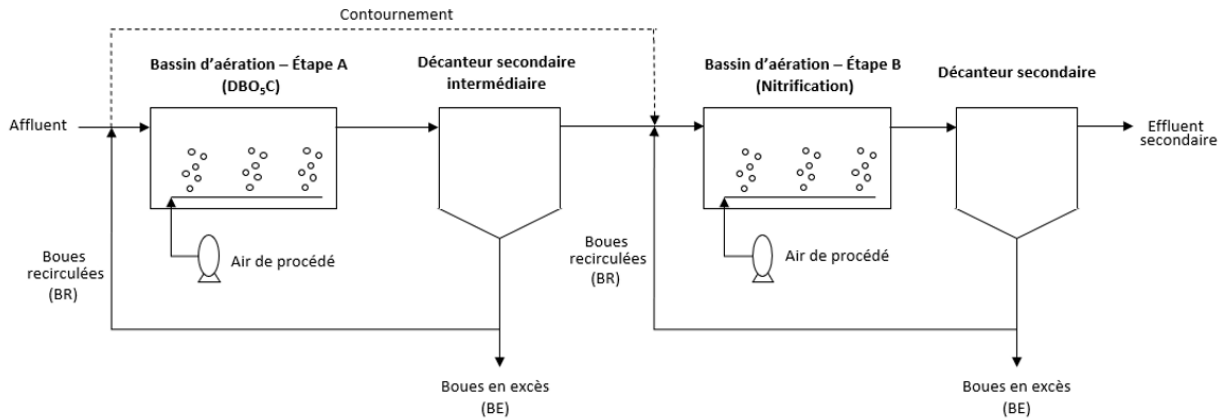 Contournement
Bassin d’aération – Étape A
(DBO₅C)
Décanteur secondaire
intermédiaire
Bassin d’aération – Étape B
(Nitrification)
Décanteur secondaire
Affluent
Effluent
secondaire
Boues
recirculées
(BR)
Air de procédé
Boues
recirculées
(BR)
Air de procédé
Boues en excès
(BE)
Boues en excès
(BE)